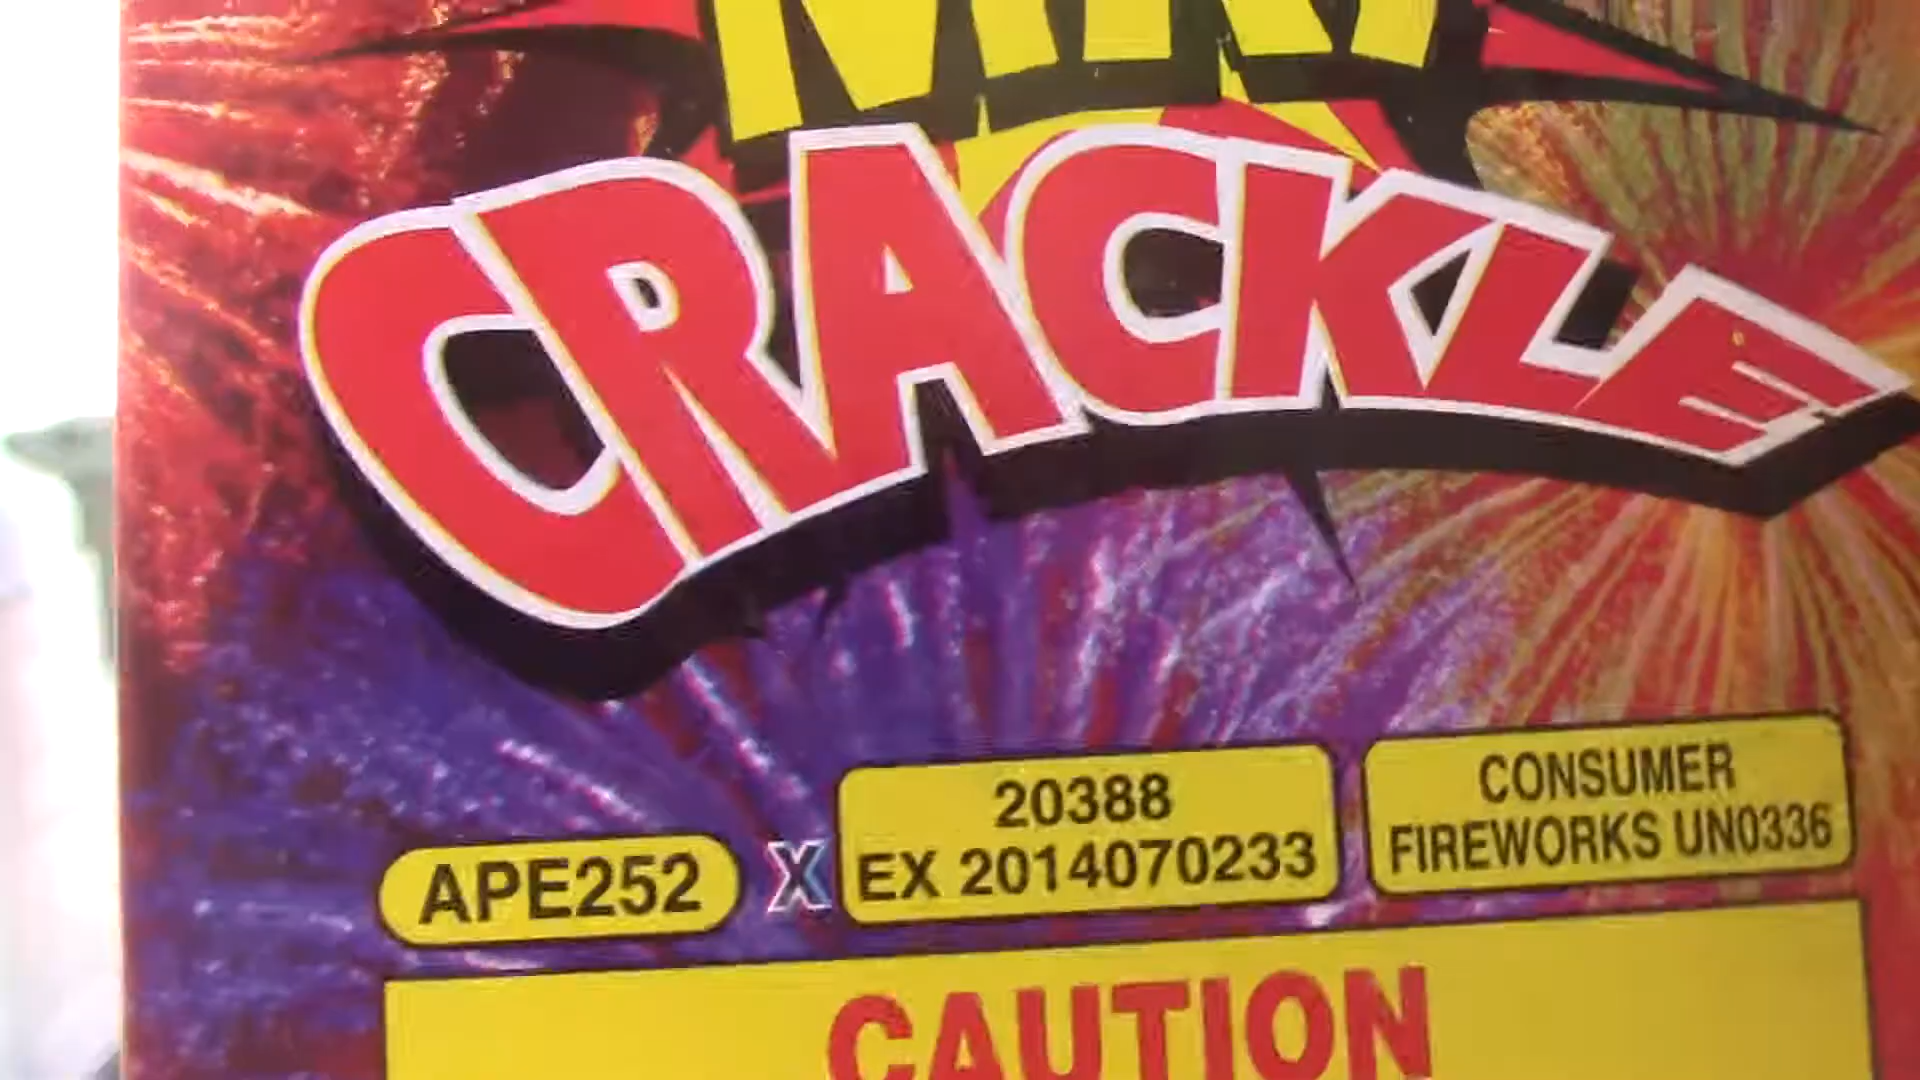 CRACKLE
20388
CONSUMER
APE252 X EX 2014070233 FIREWORKS UN0336
CAUTION